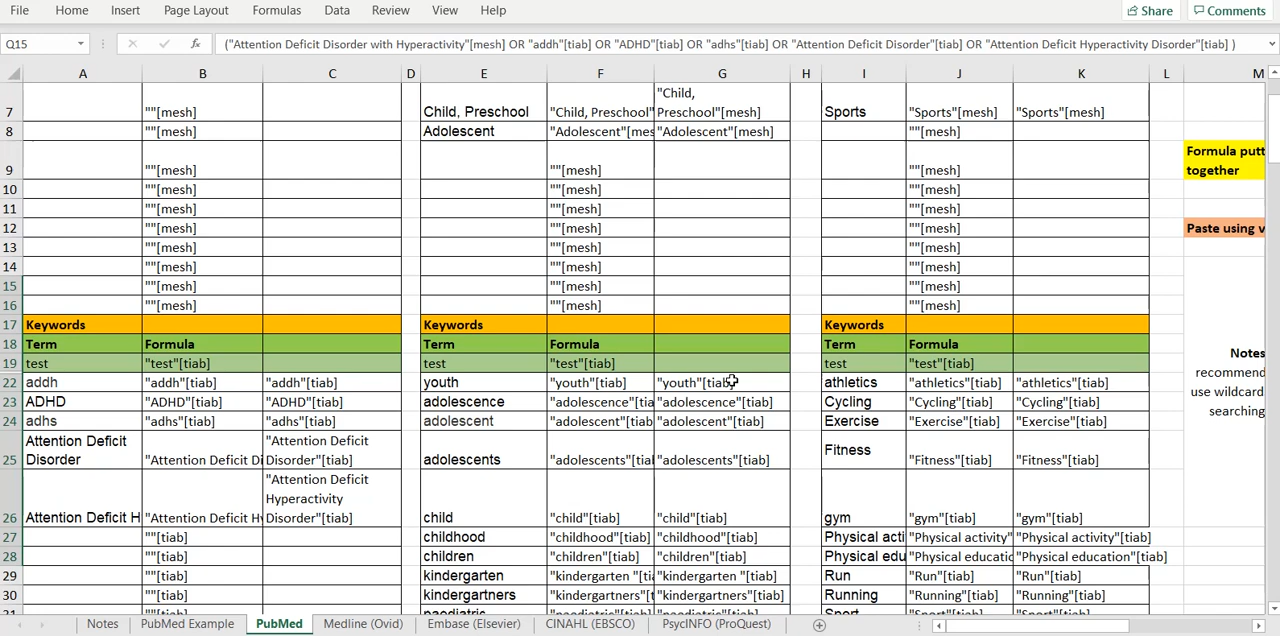 File Home Insert Page Layout Formulas Data Review View Help Share Comments
Q15 fx ("Attention Deficit Disorder with Hyperactivity"[mesh] OR "addh"[tiab] OR "ADHD"[tiab] OR "adhs"[tiab] OR "Attention Deficit Disorder"[tiab] OR "Attention Deficit Hyperactivity Disorder"[tiab] )
A B C D E F G H I J K L M
"Child,
7 ""[mesh] Child, Preschool "Child, Preschool" Preschool"[mesh] Sports "Sports"[mesh] "Sports"[mesh]
8 ""[mesh] Adolescent "Adolescent"[mes "Adolescent"[mesh] ""[mesh]
Formula putt
9 ""[mesh] ""[mesh] ""[mesh] together
10 ""[mesh] ""[mesh] ""[mesh]
11 ""[mesh] ""[mesh] ""[mesh]
12 ""[mesh] ""[mesh] ""[mesh] Paste using v
13 ""[mesh] ""[mesh] ""[mesh]
14 ""[mesh] ""[mesh] ""[mesh]
15 ""[mesh] ""[mesh] ""[mesh]
16 ""[mesh] ""[mesh] ""[mesh]
17 Keywords Keywords Keywords
18 Term Formula Term Formula Term Formula
19 test "test"[tiab] test "test"[tiab] test "test"[tiab] Notes
22 addh "addh"[tiab] "addh"[tiab] youth "youth"[tiab] "youth"[tiab] athletics "athletics"[tiab] "athletics"[tiab] recommend
23 ADHD "ADHD"[tiab] "ADHD"[tiab] adolescence "adolescence"[tia "adolescence"[tiab] Cycling "Cycling"[tiab] "Cycling"[tiab] use wildcard
24 adhs "adhs"[tiab] "adhs"[tiab] adolescent "adolescent"[tiab "adolescent"[tiab] Exercise "Exercise"[tiab] "Exercise"[tiab] searching
Attention Deficit "Attention Deficit
25 Disorder "Attention Deficit Di Disorder"[tiab] adolescents "adolescents"[tiab "adolescents"[tiab] Fitness "Fitness"[tiab] "Fitness"[tiab]
"Attention Deficit
Hyperactivity
26 Attention Deficit H "Attention Deficit Hy Disorder"[tiab] child "child"[tiab] "child"[tiab] gym "gym"[tiab] "gym"[tiab]
27 ""[tiab] childhood "childhood"[tiab] "childhood"[tiab] Physical acti "Physical activity" "Physical activity"[tiab]
28 ""[tiab] children "children"[tiab] "children"[tiab] Physical edu "Physical educatio "Physical education"[tiab]
29 ""[tiab] kindergarten "kindergarten "[tiab "kindergarten "[tiab] Run "Run"[tiab] "Run"[tiab]
30 ""[tiab] kindergartners "kindergartners"[t "kindergartners"[tiab] Running "Running"[tiab] "Running"[tiab]
Notes PubMed Example PubMed Medline (Ovid) Embase (Elsevier) CINAHL (EBSCO) PsycINFO (ProQuest)